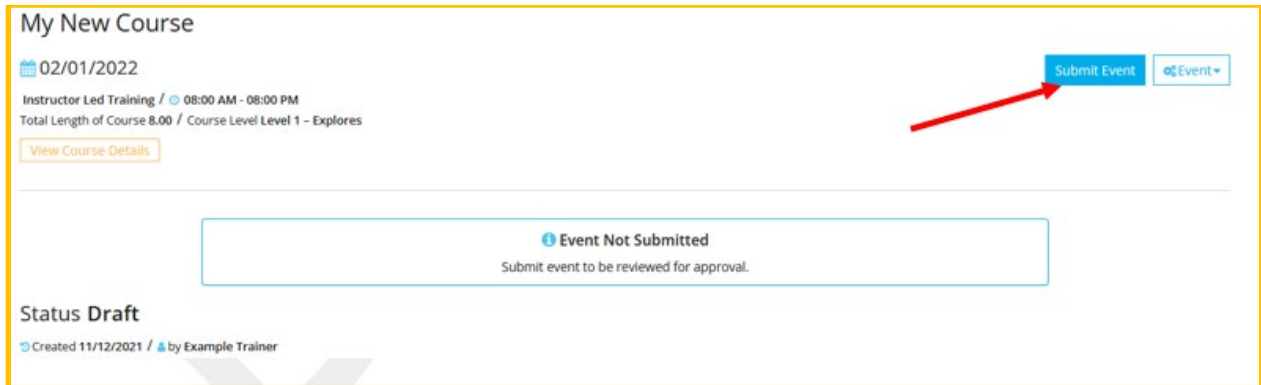 My New Course
02/01/2022
Submit Event
Event
Instructor Led Training / 08:00 AM - 08:00 PM
Total Length of Course 8.00 / Course Level Level 1 – Explores
View Course Details
Event Not Submitted
Submit event to be reviewed for approval.
Status Draft
Created 11/12/2021 / by Example Trainer